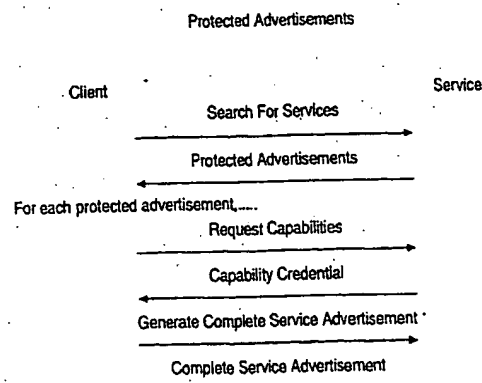 Protected Advertisements
Client
Service
Search For Services
Protected Advertisements
For each protected advertisement,.....
Request Capabilities
Capability Credential
Generate Complete Service Advertisement
Complete Service Advertisement